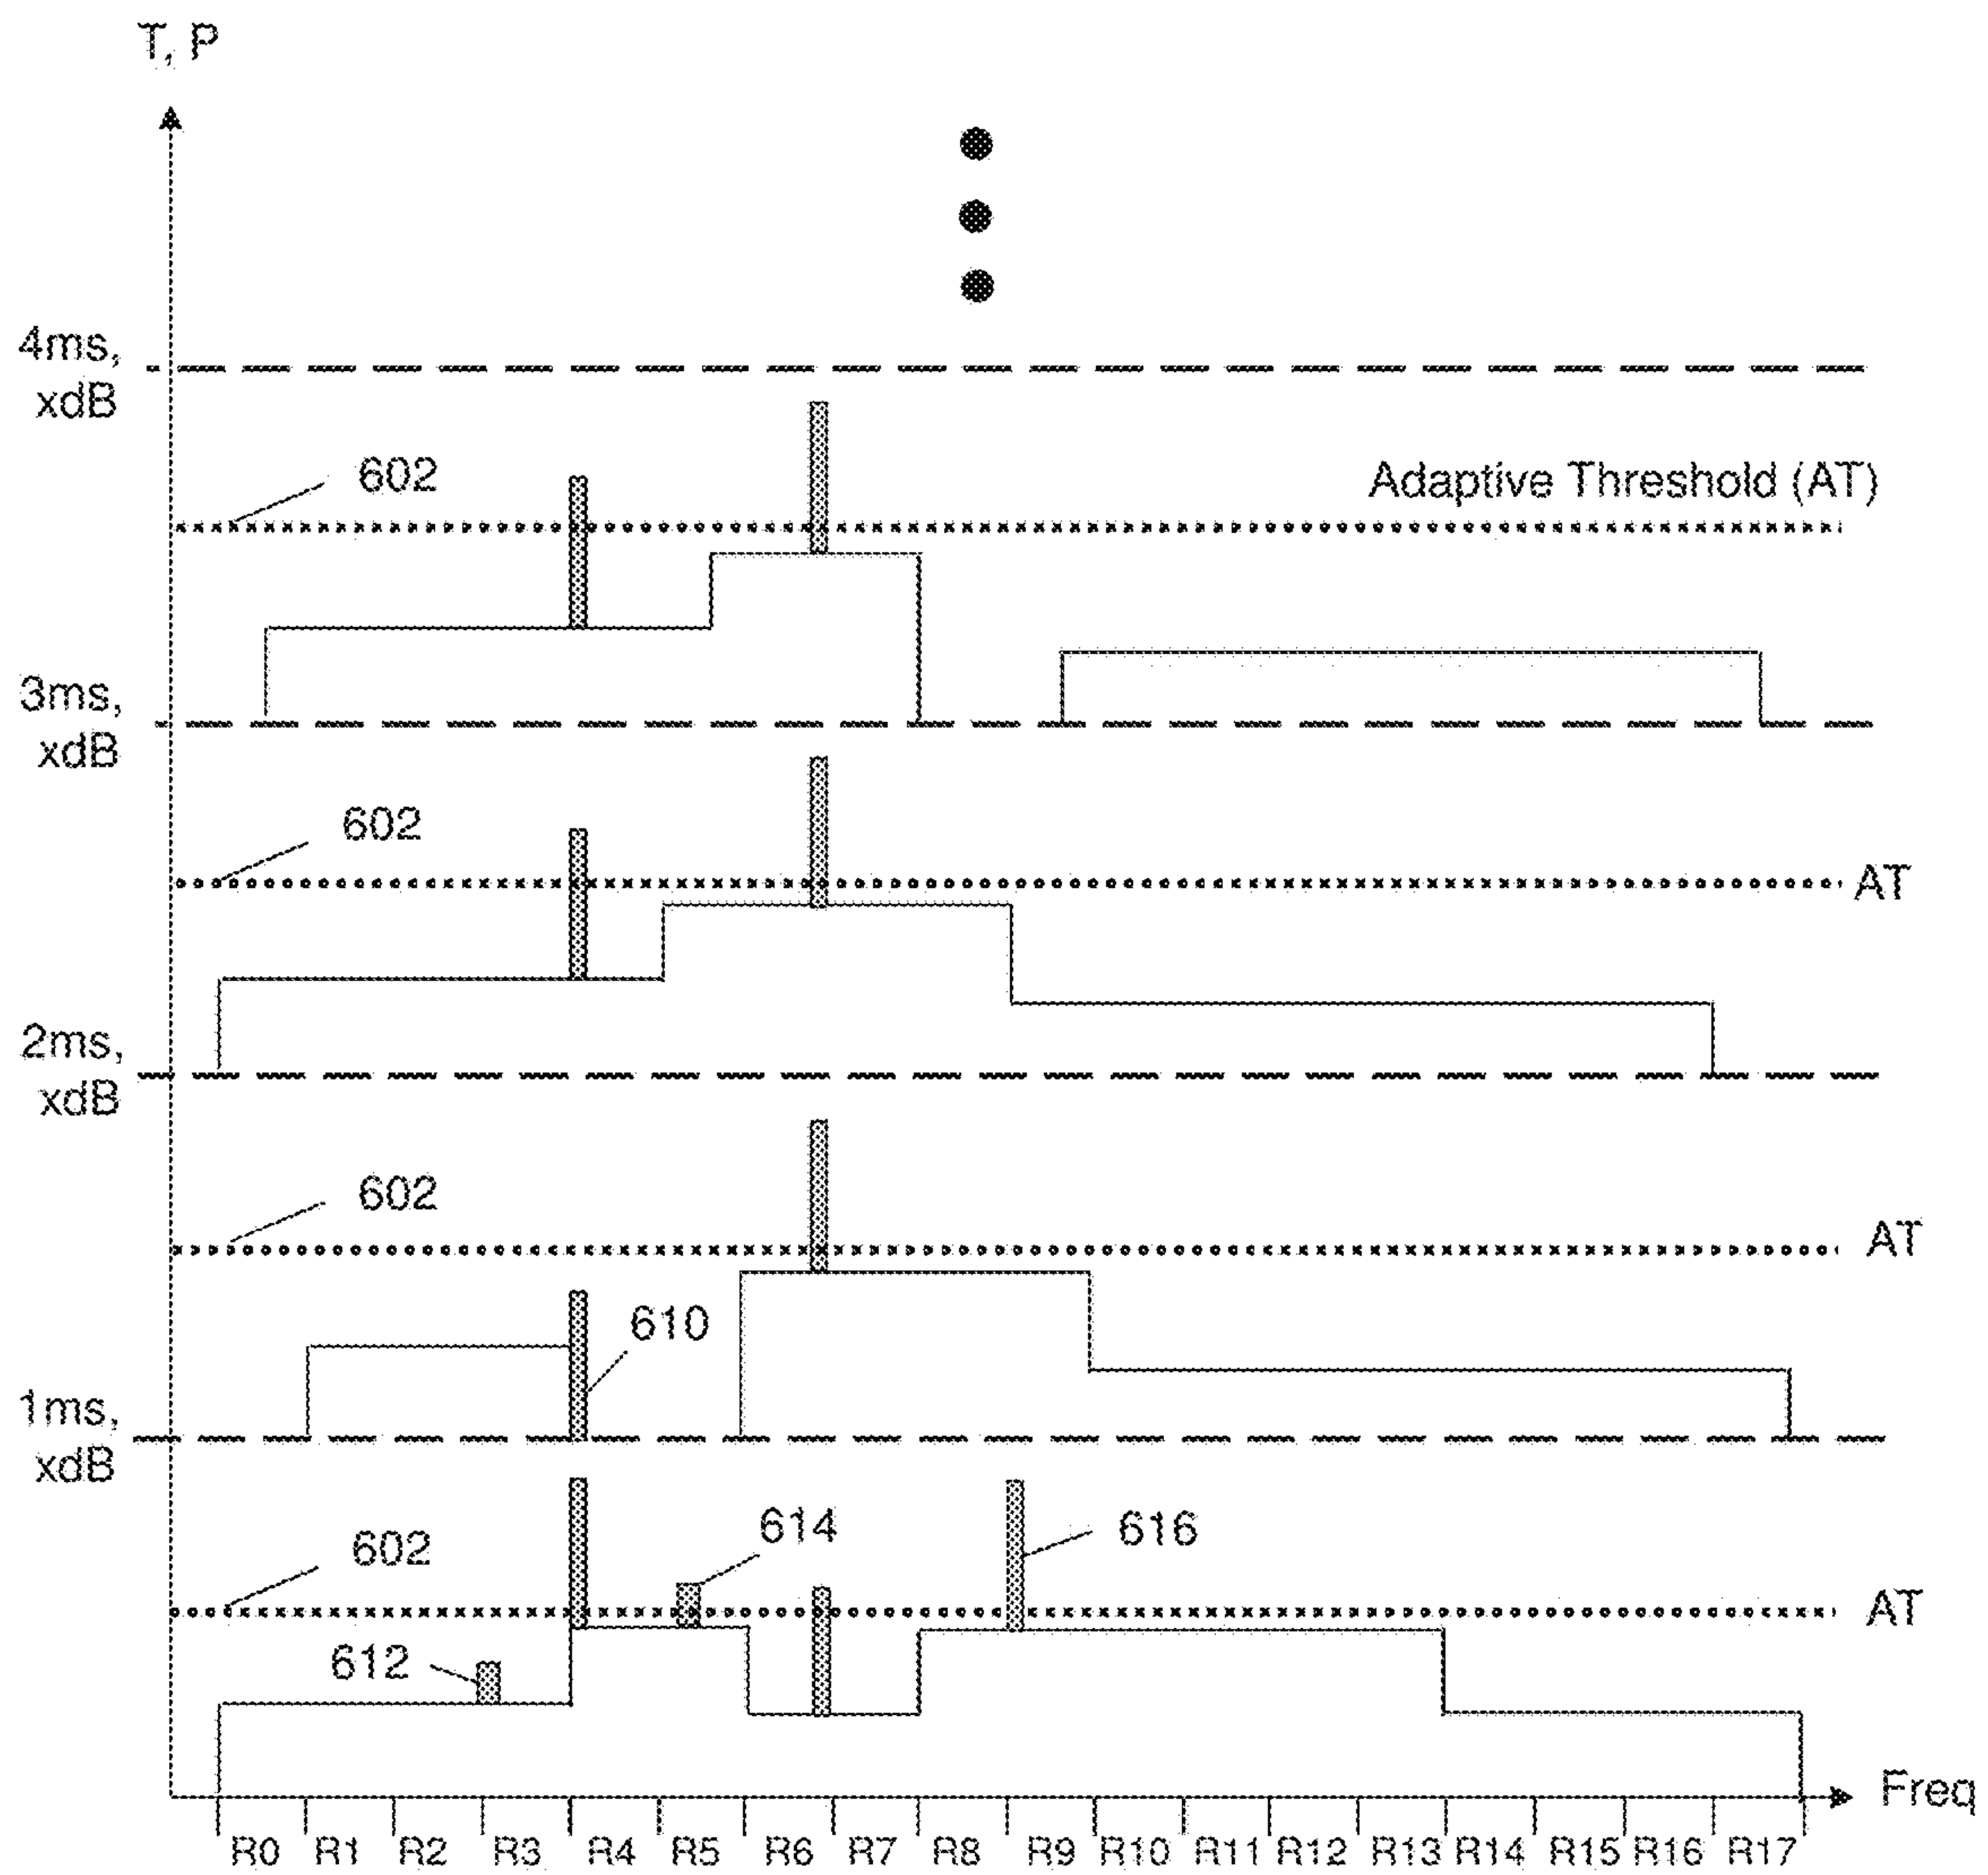 T, P
4ms,
xdB
602
Adaptive Threshold (AT)
3ms,
xdB
602
AT
2ms,
xdB
602
AT
610
1ms,
xdB
614
616
602
AT
612
Freq
R0 R1 R2 R3 R4 R5 R6 R7 R8 R9 R10 R11 R12 R13 R14 R15 R16 R17